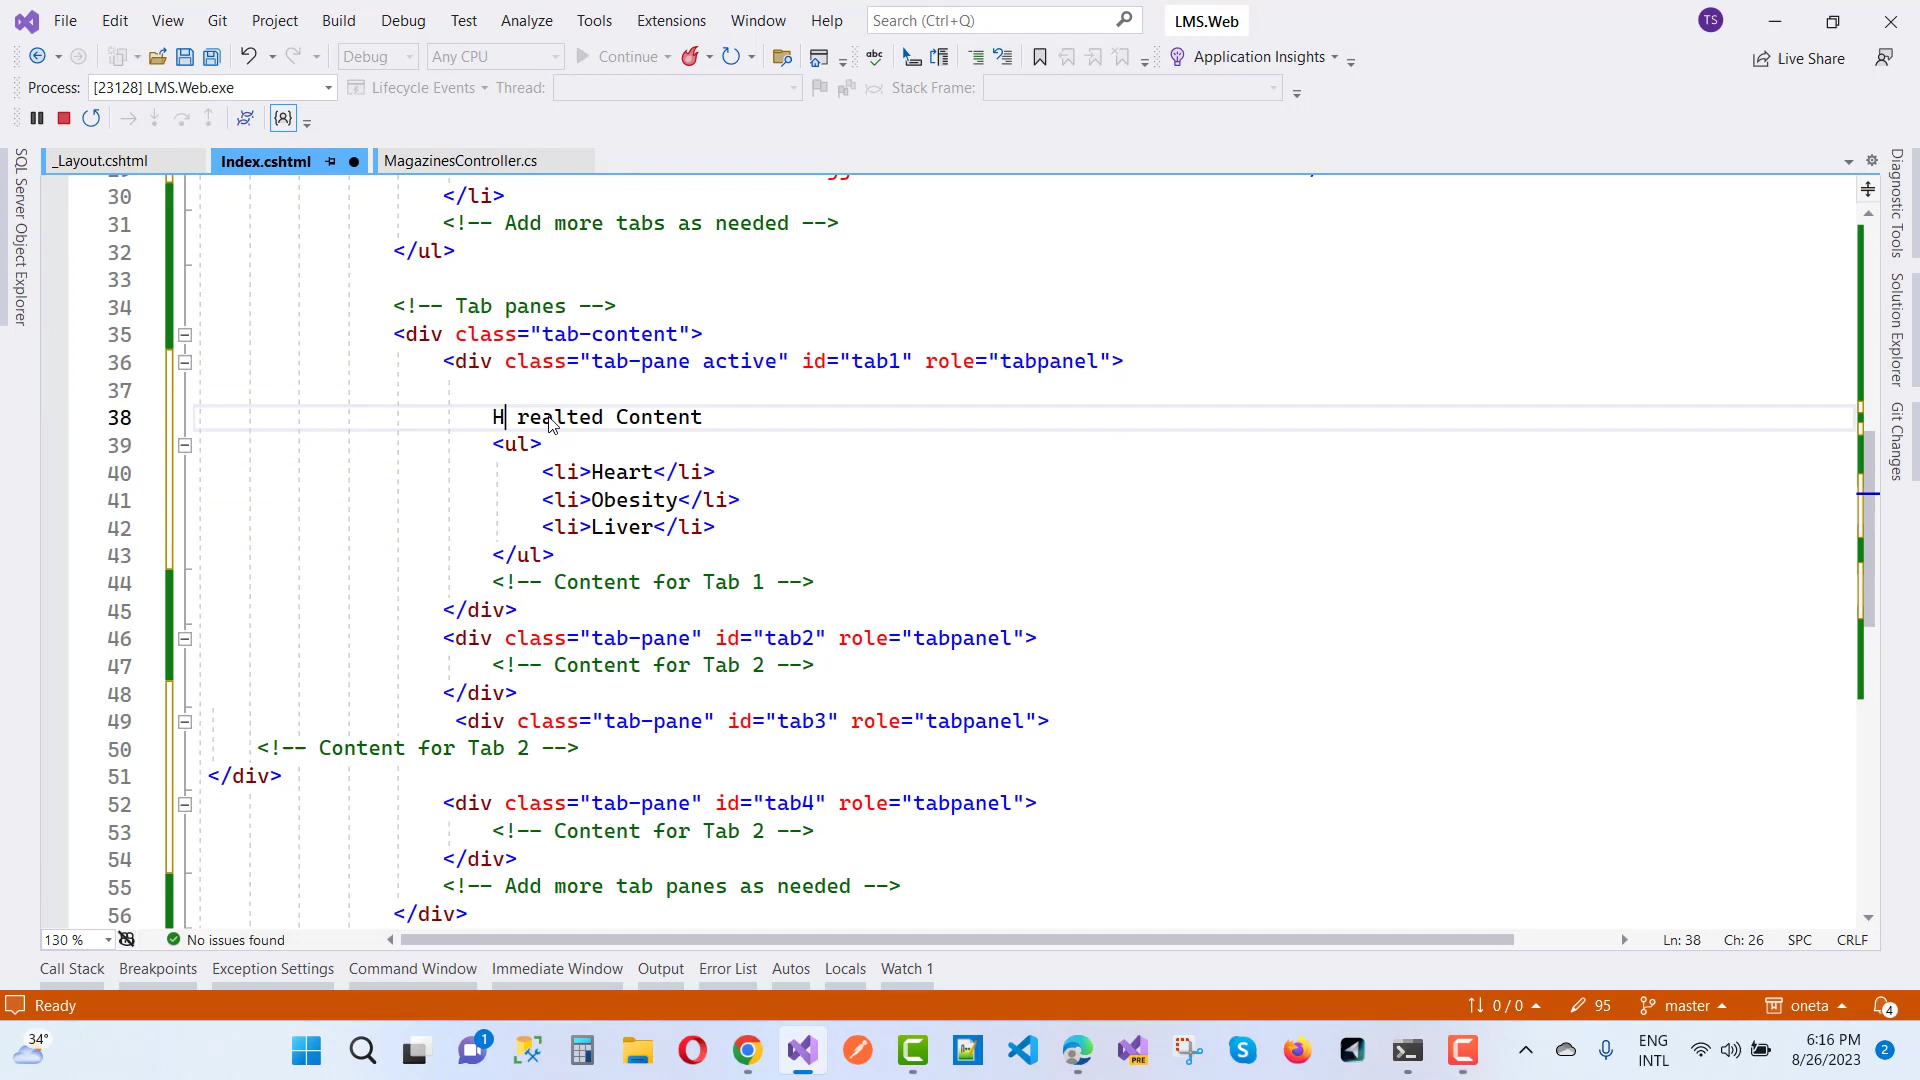 File Edit View Git Project Build Debug Test Analyze Tools Extensions Window Help Search (Ctrl+Q) LMS.Web TS
Debug Any CPU Continue Application Insights Live Share
Process: [23128] LMS.Web.exe Lifecycle Events Thread: Stack Frame:
_Layout.cshtml Index.cshtml MagazinesController.cs
SQL Server Object Explorer
Diagnostic Tools
Solution Explorer
Git Changes
30 </li>
31 <!-- Add more tabs as needed -->
32 </ul>
33
34 <!-- Tab panes -->
35 <div class="tab-content">
36 <div class="tab-pane active" id="tab1" role="tabpanel">
37
38 H realted Content
39 <ul>
40 <li>Heart</li>
41 <li>Obesity</li>
42 <li>Liver</li>
43 </ul>
44 <!-- Content for Tab 1 -->
45 </div>
46 <div class="tab-pane" id="tab2" role="tabpanel">
47 <!-- Content for Tab 2 -->
48 </div>
49 <div class="tab-pane" id="tab3" role="tabpanel">
50 <!-- Content for Tab 2 -->
51 </div>
52 <div class="tab-pane" id="tab4" role="tabpanel">
53 <!-- Content for Tab 2 -->
54 </div>
55 <!-- Add more tab panes as needed -->
56 </div>
130 % No issues found Ln: 38 Ch: 26 SPC CRLF
Call Stack Breakpoints Exception Settings Command Window Immediate Window Output Error List Autos Locals Watch 1
Ready 0 / 0 95 master oneta 4
34° 1 PRE ENG INTL 6:16 PM 8/26/2023 2